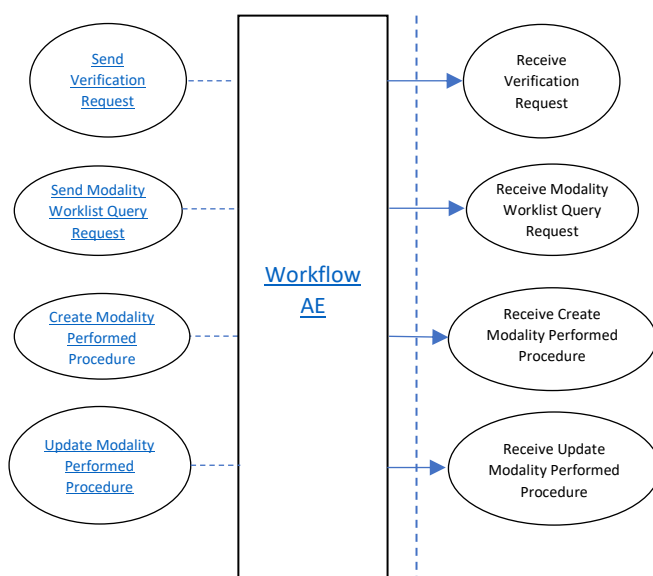 Send
Verification
Request
Receive
Verification
Request
Send Modality
Worklist Query
Request
Receive Modality
Worklist Query
Request
Workflow
AE
Create Modality
Performed
Procedure
Receive Create
Modality Performed
Procedure
Update Modality
Performed
Procedure
Receive Update
Modality Performed
Procedure